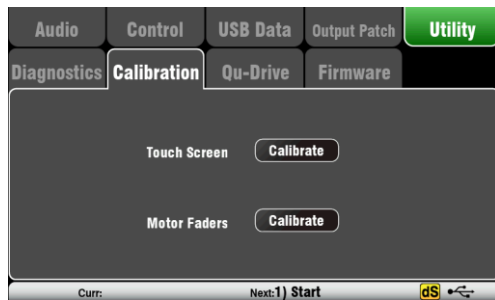 Audio Control USB Data Output Patch Utility
Diagnostics Calibration Qu-Drive Firmware
Touch Screen Calibrate
Motor Faders Calibrate
Curr: Next:1) Start dS